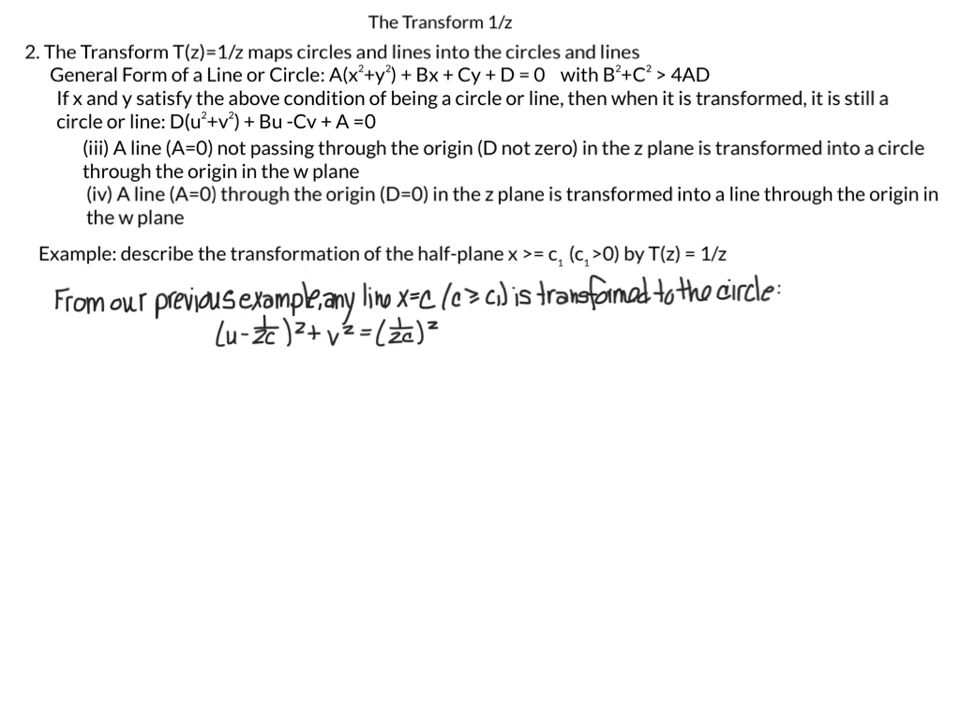 The Transform 1/z
2. The Transform T(z)=1/z maps circles and lines into the circles and lines
General Form of a Line or Circle: A(x²+y²) + Bx + Cy + D = 0 with B²+C² > 4AD
If x and y satisfy the above condition of being a circle or line, then when it is transformed, it is still a
circle or line: D(u²+v²) + Bu -Cv + A =0
(iii) A line (A=0) not passing through the origin (D not zero) in the z plane is transformed into a circle
through the origin in the w plane
(iv) A line (A=0) through the origin (D=0) in the z plane is transformed into a line through the origin in
the w plane
Example: describe the transformation of the half-plane x >= c₁ (c₁ >0) by T(z) = 1/z
From our previous example, any line x=c (c ≥ c₁) is transformed to the circle:
(u - 1/2c)² + v² = (1/2c)²